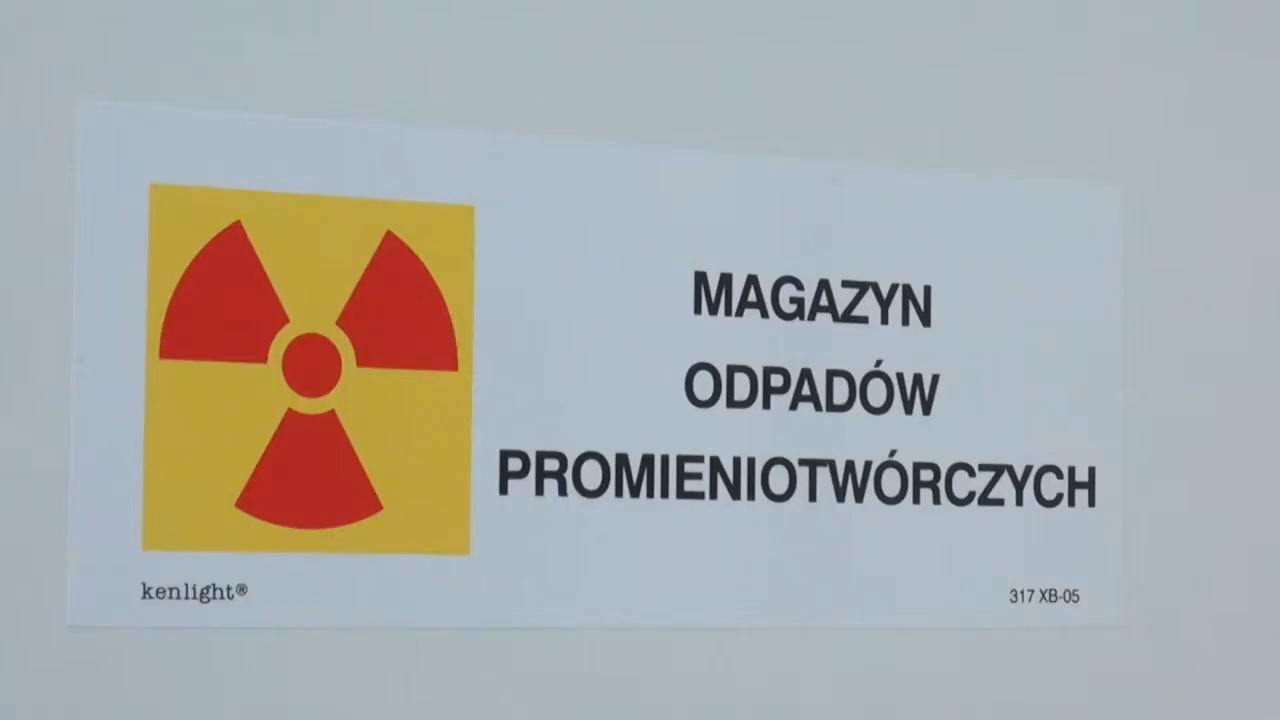 MAGAZYN
ODPADÓW
PROMIENIOTWÓRCZYCH
kenlight®
317 XB-05